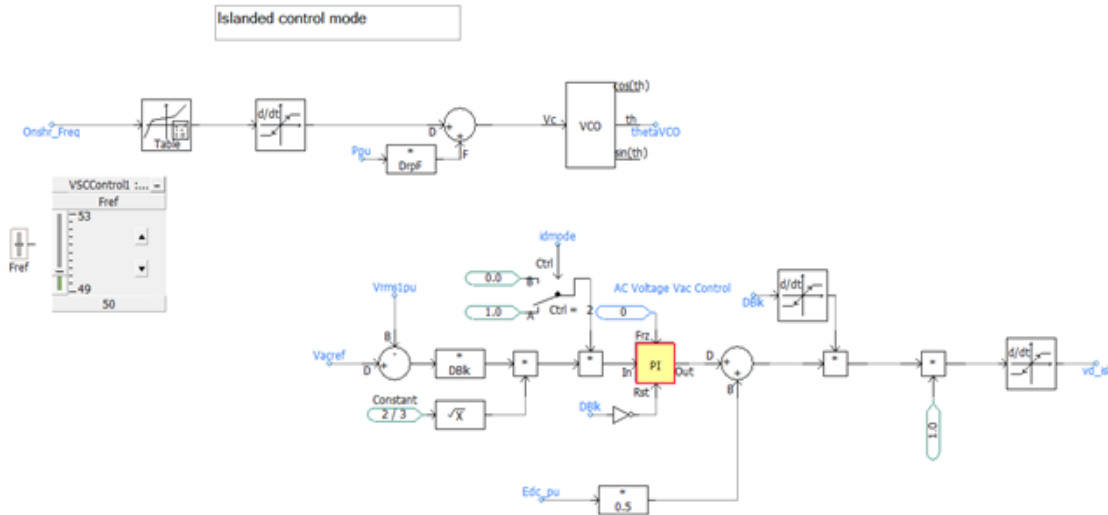 Islanded control mode
cos(th)
d/dt
Onshr_Freq
Table
D
+
+
F
Vc
VCO
th
thetaVCO
sin(th)
Ppu
*
DrpF
VSCControl1 :...
Fref
53
49
50
Fref
idmode
Ctrl
0.0
B
1.0
A
Ctrl =
2
AC Voltage Vac Control
0
DBlk
d/dt
Vrms1pu
B
-
Vacref
D
+
*
DBlk
*
*
Frz
In
PI
Out
Rst
D
+
+
B
*
*
d/dt
vd_isl
Constant
2 / 3
√X
DBlk
1.0
Edc_pu
*
0.5